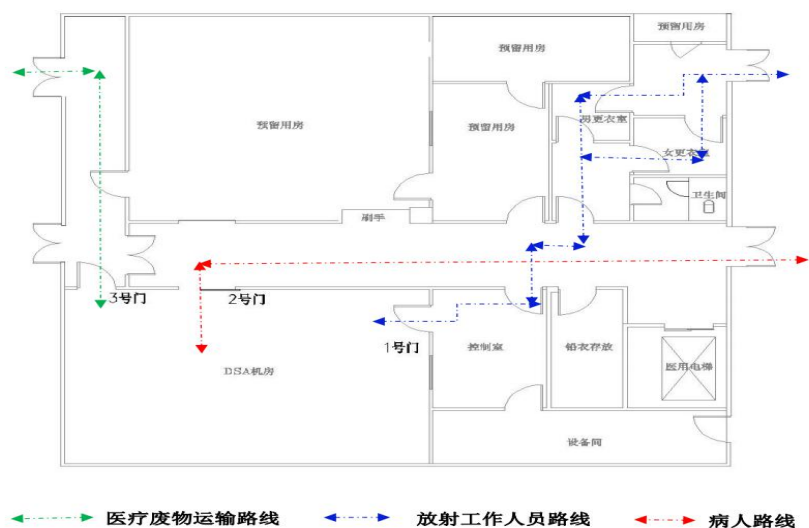 预留用房
预留用房
预留用房
预留用房
男更衣室
女更衣室
卫生间
刷手
3号门
2号门
1号门
DSA机房
控制室
铅衣存放
医用电梯
设备间
医疗废物运输路线
放射工作人员路线
病人路线